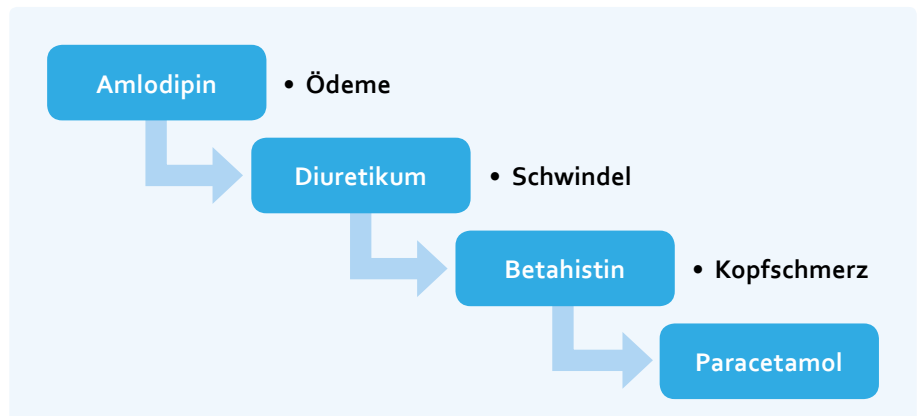 Amlodipin • Ödeme
Diuretikum • Schwindel
Betahistin • Kopfschmerz
Paracetamol